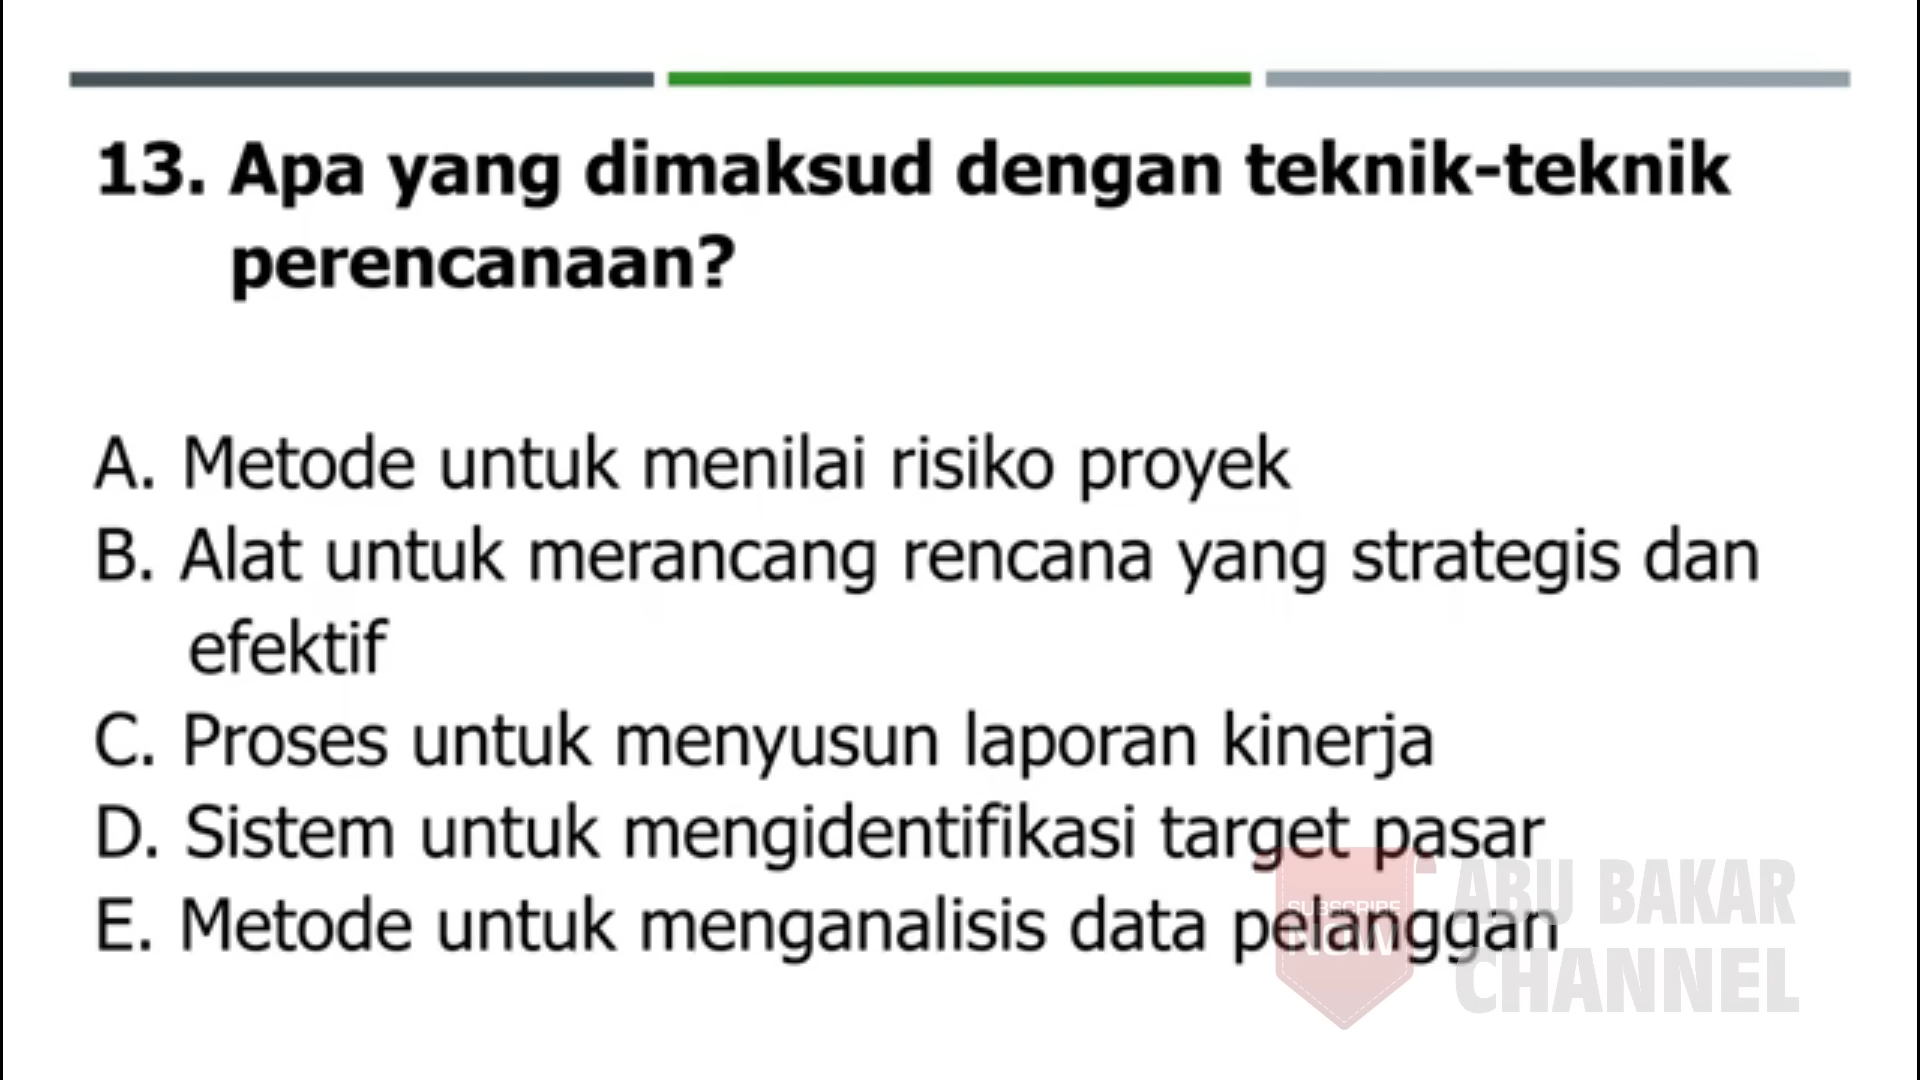 13. Apa yang dimaksud dengan teknik-teknik
perencanaan?
A. Metode untuk menilai risiko proyek
B. Alat untuk merancang rencana yang strategis dan
efektif
C. Proses untuk menyusun laporan kinerja
D. Sistem untuk mengidentifikasi target pasar
E. Metode untuk menganalisis data pelanggan
SUBSCRIBE
NOW
ABU BAKAR
CHANNEL